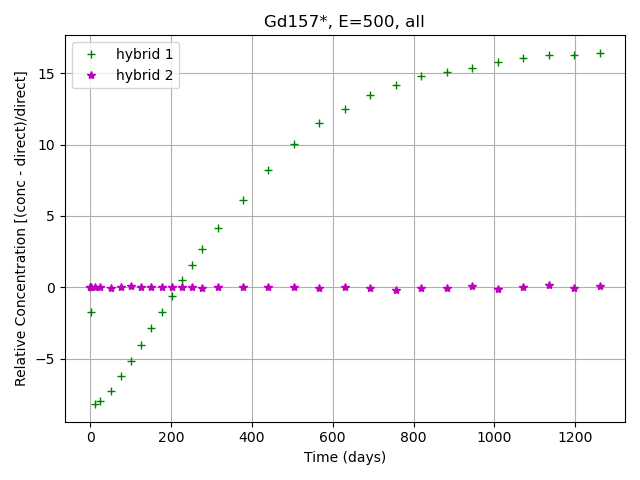 Gd157*, E=500, all
hybrid 1
hybrid 2
Relative Concentration [(conc - direct)/direct]
15
10
5
0
−5
0 200 400 600 800 1000 1200
Time (days)